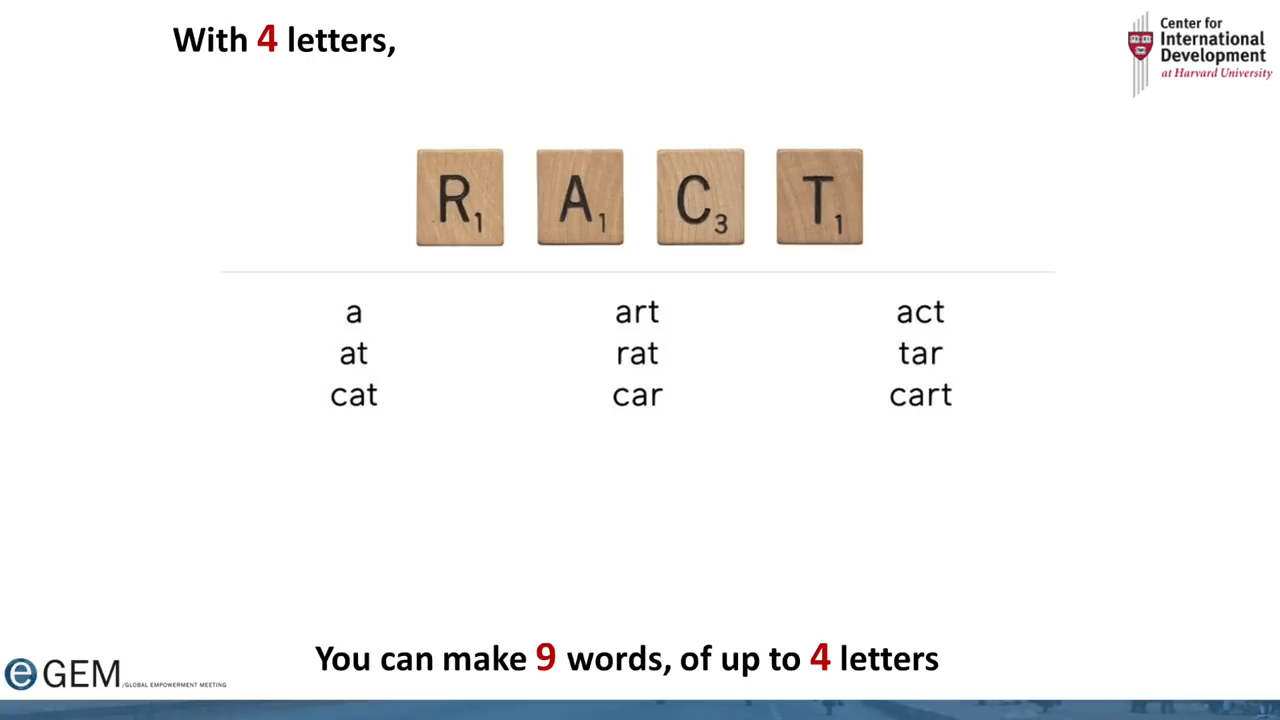 With 4 letters,
Center for
International
Development
at Harvard University
R1 A1 C3 T1
a art act
at rat tar
cat car cart
You can make 9 words, of up to 4 letters
eGEM /GLOBAL EMPOWERMENT MEETING